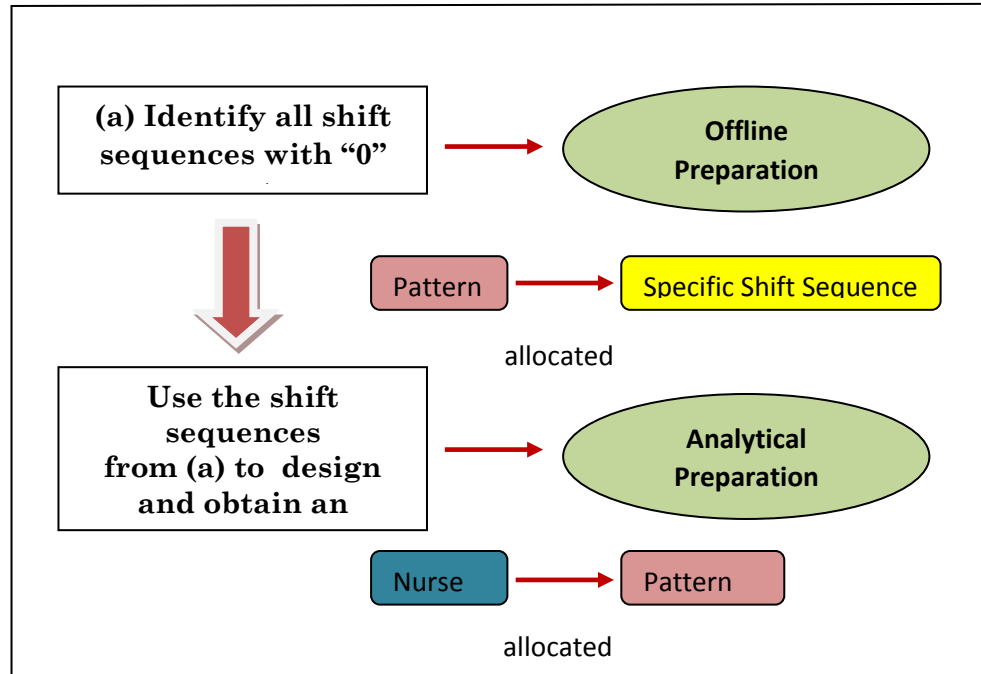 (a) Identify all shift
sequences with “0”
Offline
Preparation
Pattern
Specific Shift Sequence
allocated
Use the shift
sequences
from (a) to design
and obtain an
Analytical
Preparation
Nurse
Pattern
allocated